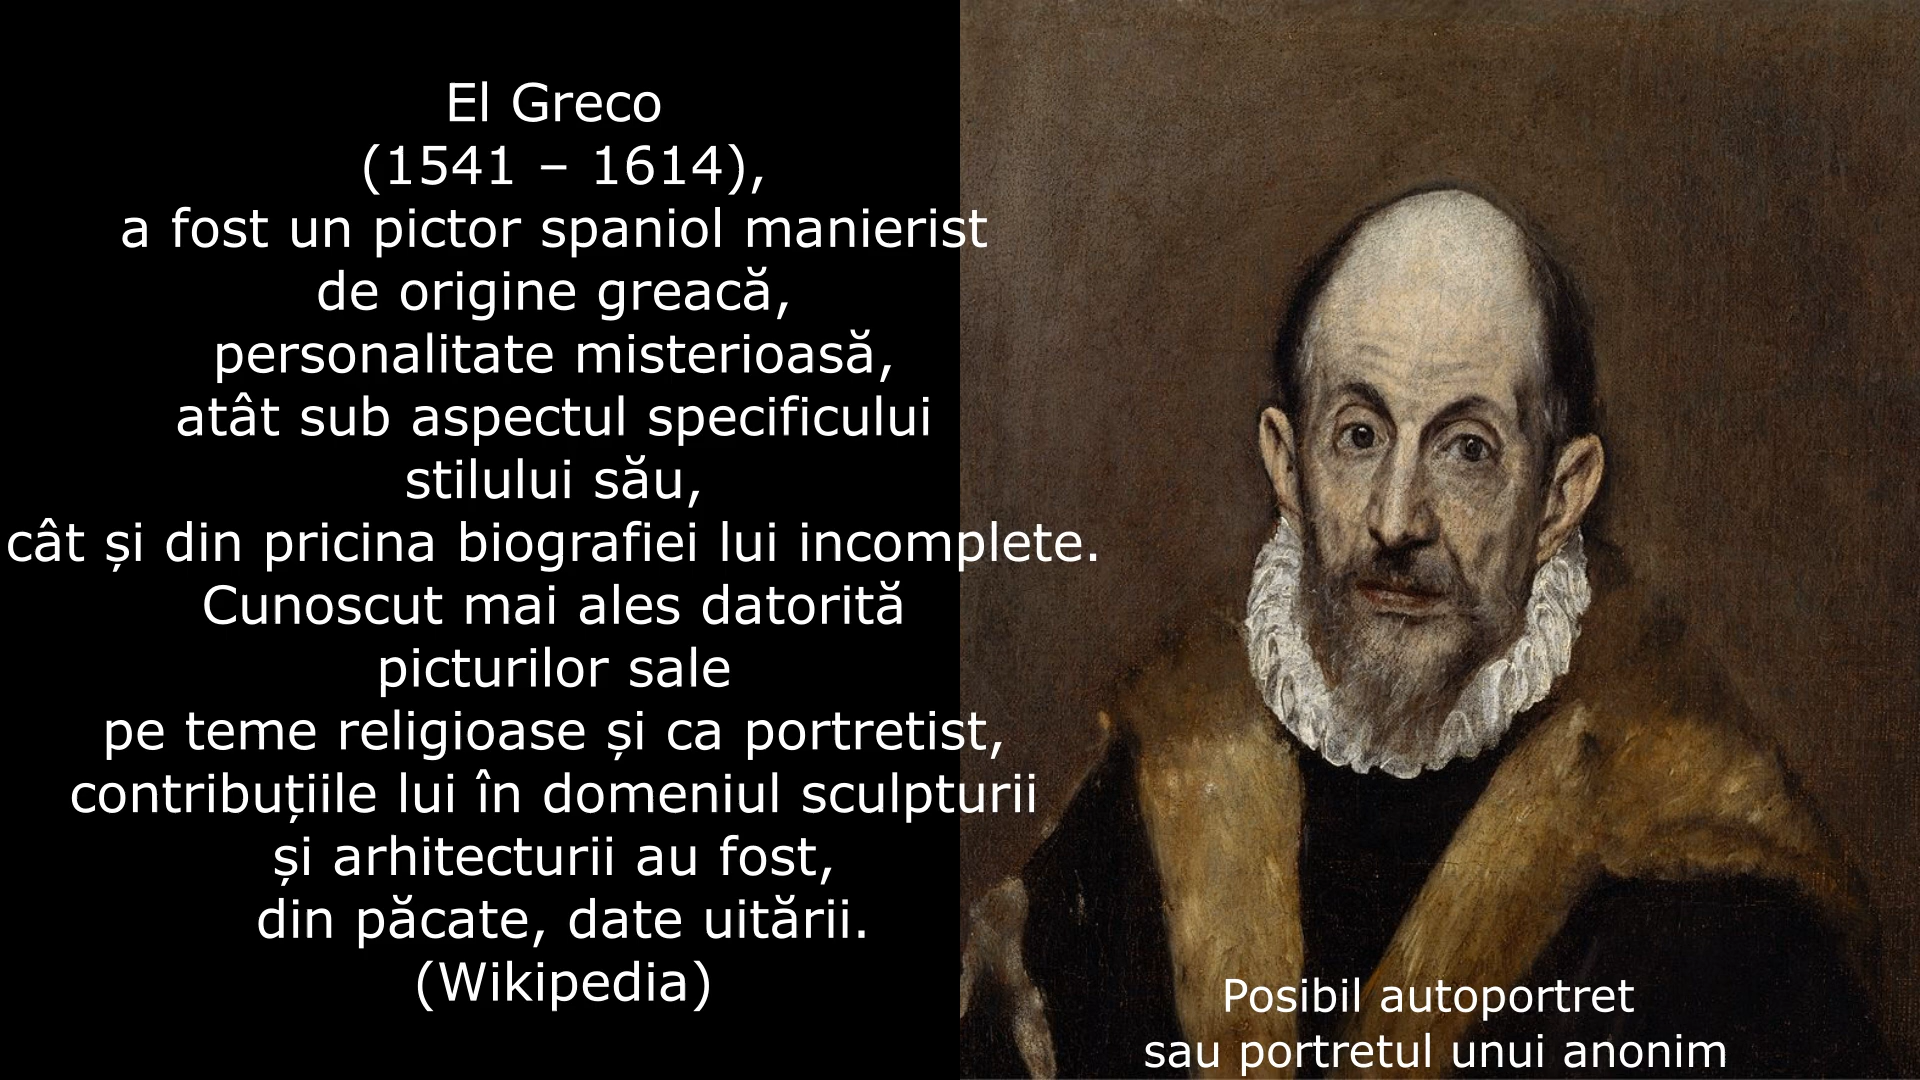 El Greco
(1541 – 1614),
a fost un pictor spaniol manierist
de origine greacă,
personalitate misterioasă,
atât sub aspectul specificului
stilului său,
cât și din pricina biografiei lui incomplete.
Cunoscut mai ales datorită
picturilor sale
pe teme religioase și ca portretist,
contribuțiile lui în domeniul sculpturii
și arhitecturii au fost,
din păcate, date uitării.
(Wikipedia)
Posibil autoportret
sau portretul unui anonim